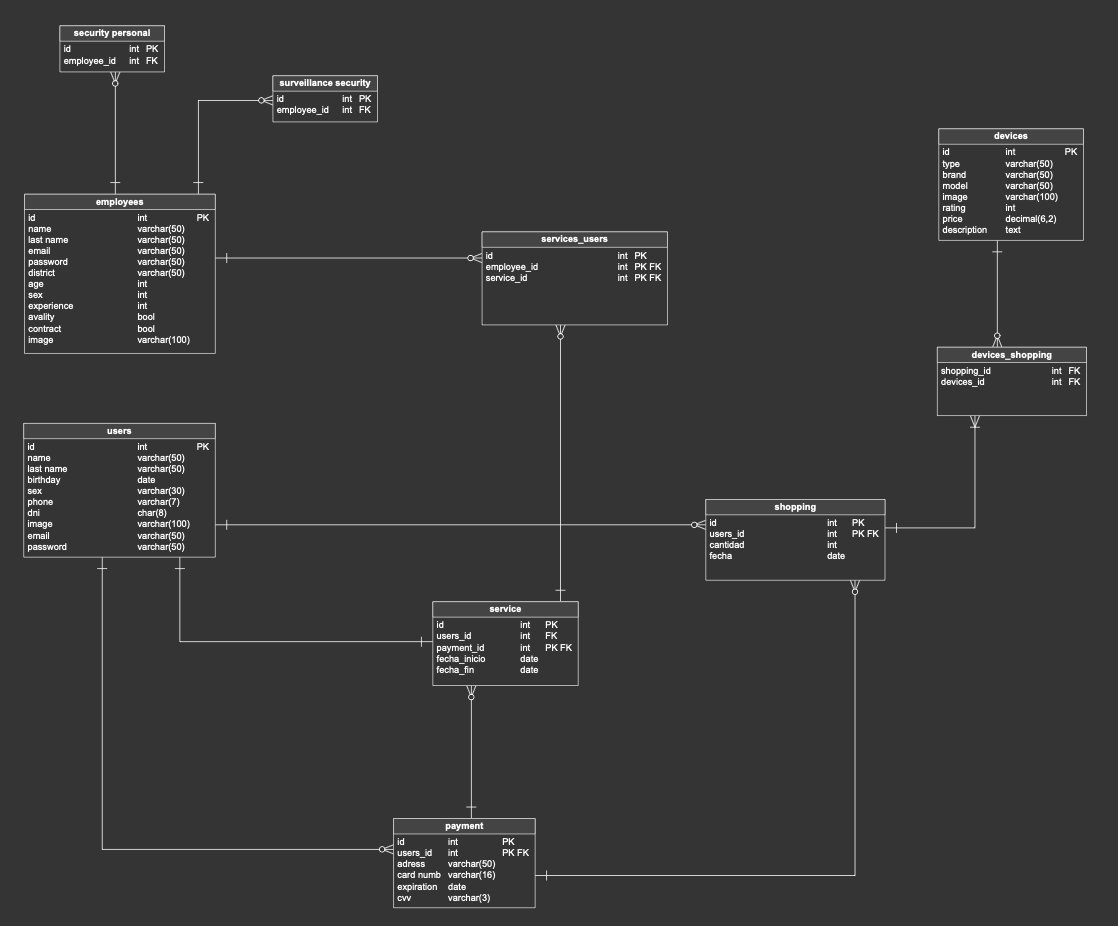 security personal
id int PK
employee_id int FK
surveillance security
id int PK
employee_id int FK
devices
id int PK
type varchar(50)
brand varchar(50)
model varchar(50)
image varchar(100)
rating int
price decimal(6,2)
description text
employees
id int PK
name varchar(50)
last name varchar(50)
email varchar(50)
password varchar(50)
district varchar(50)
age int
sex int
experience int
avality bool
contract bool
image varchar(100)
services_users
id int PK
employee_id int PK FK
service_id int PK FK
devices_shopping
shopping_id int FK
devices_id int FK
users
id int PK
name varchar(50)
last name varchar(50)
birthday date
sex varchar(30)
phone varchar(7)
dni char(8)
image varchar(100)
email varchar(50)
password varchar(50)
shopping
id int PK
users_id int PK FK
cantidad int
fecha date
service
id int PK
users_id int FK
payment_id int PK FK
fecha_inicio date
fecha_fin date
payment
id int PK
users_id int PK FK
adress varchar(50)
card numb varchar(16)
expiration date
cvv varchar(3)